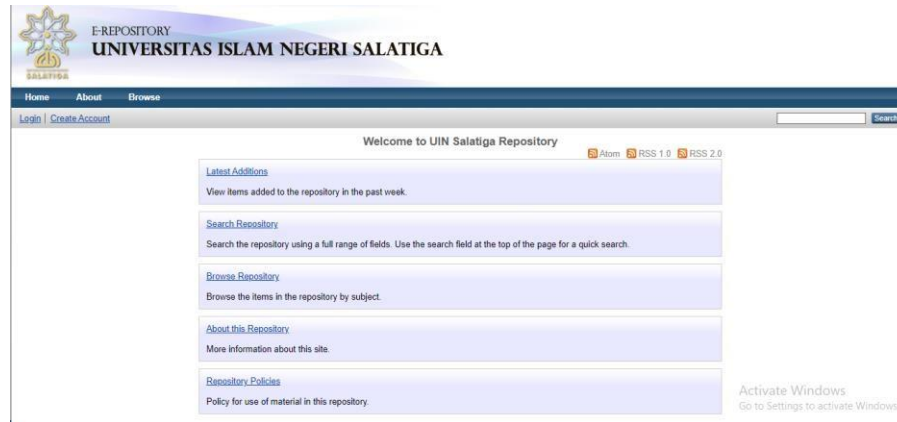 E-REPOSITORY
UNIVERSITAS ISLAM NEGERI SALATIGA
SALATIGA
Home About Browse
Login | Create Account
Search
Welcome to UIN Salatiga Repository
Atom RSS 1.0 RSS 2.0
Latest Additions
View items added to the repository in the past week.
Search Repository
Search the repository using a full range of fields. Use the search field at the top of the page for a quick search.
Browse Repository
Browse the items in the repository by subject.
About this Repository
More information about this site.
Repository Policies
Policy for use of material in this repository.
Activate Windows
Go to Settings to activate Windows